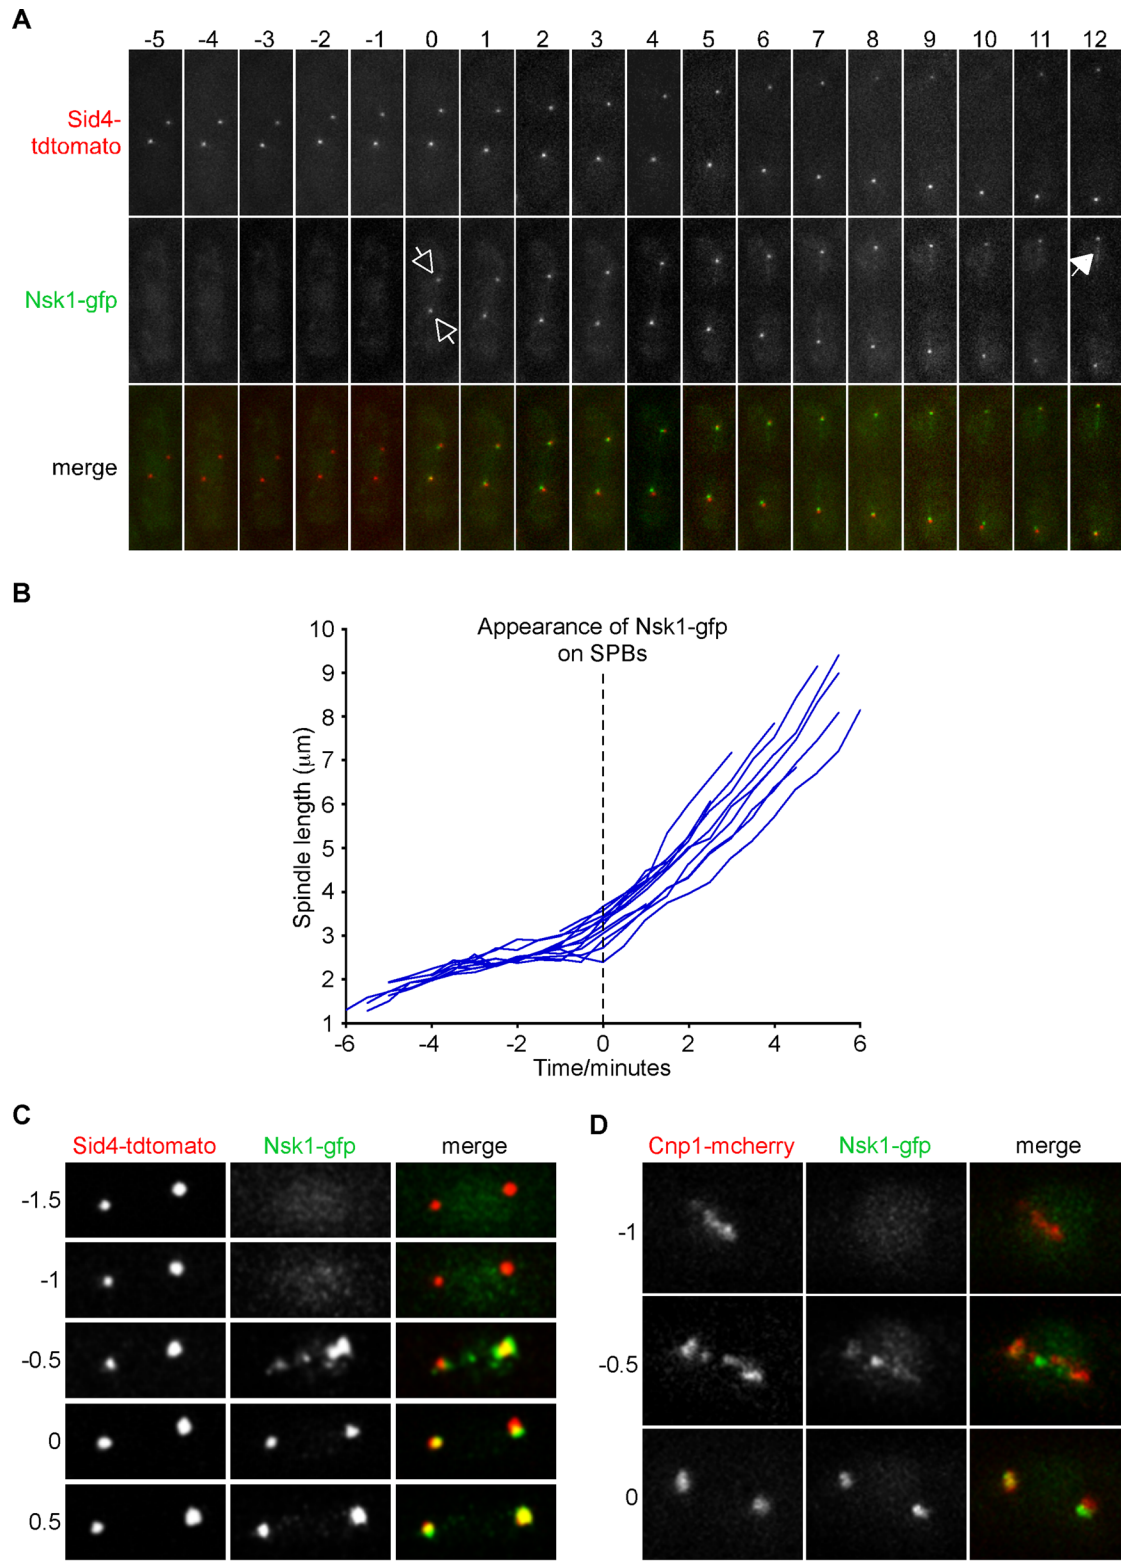 A
-5 -4 -3 -2 -1 0 1 2 3 4 5 6 7 8 9 10 11 12
Sid4-
tdtomato
Nsk1-gfp
merge
B
Appearance of Nsk1-gfp
on SPBs
10
9
8
7
6
5
4
3
2
1
Spindle length (μm)
-6 -4 -2 0 2 4 6
Time/minutes
C
Sid4-tdtomato Nsk1-gfp merge
-1.5
-1
-0.5
0
0.5
D
Cnp1-mcherry Nsk1-gfp merge
-1
-0.5
0